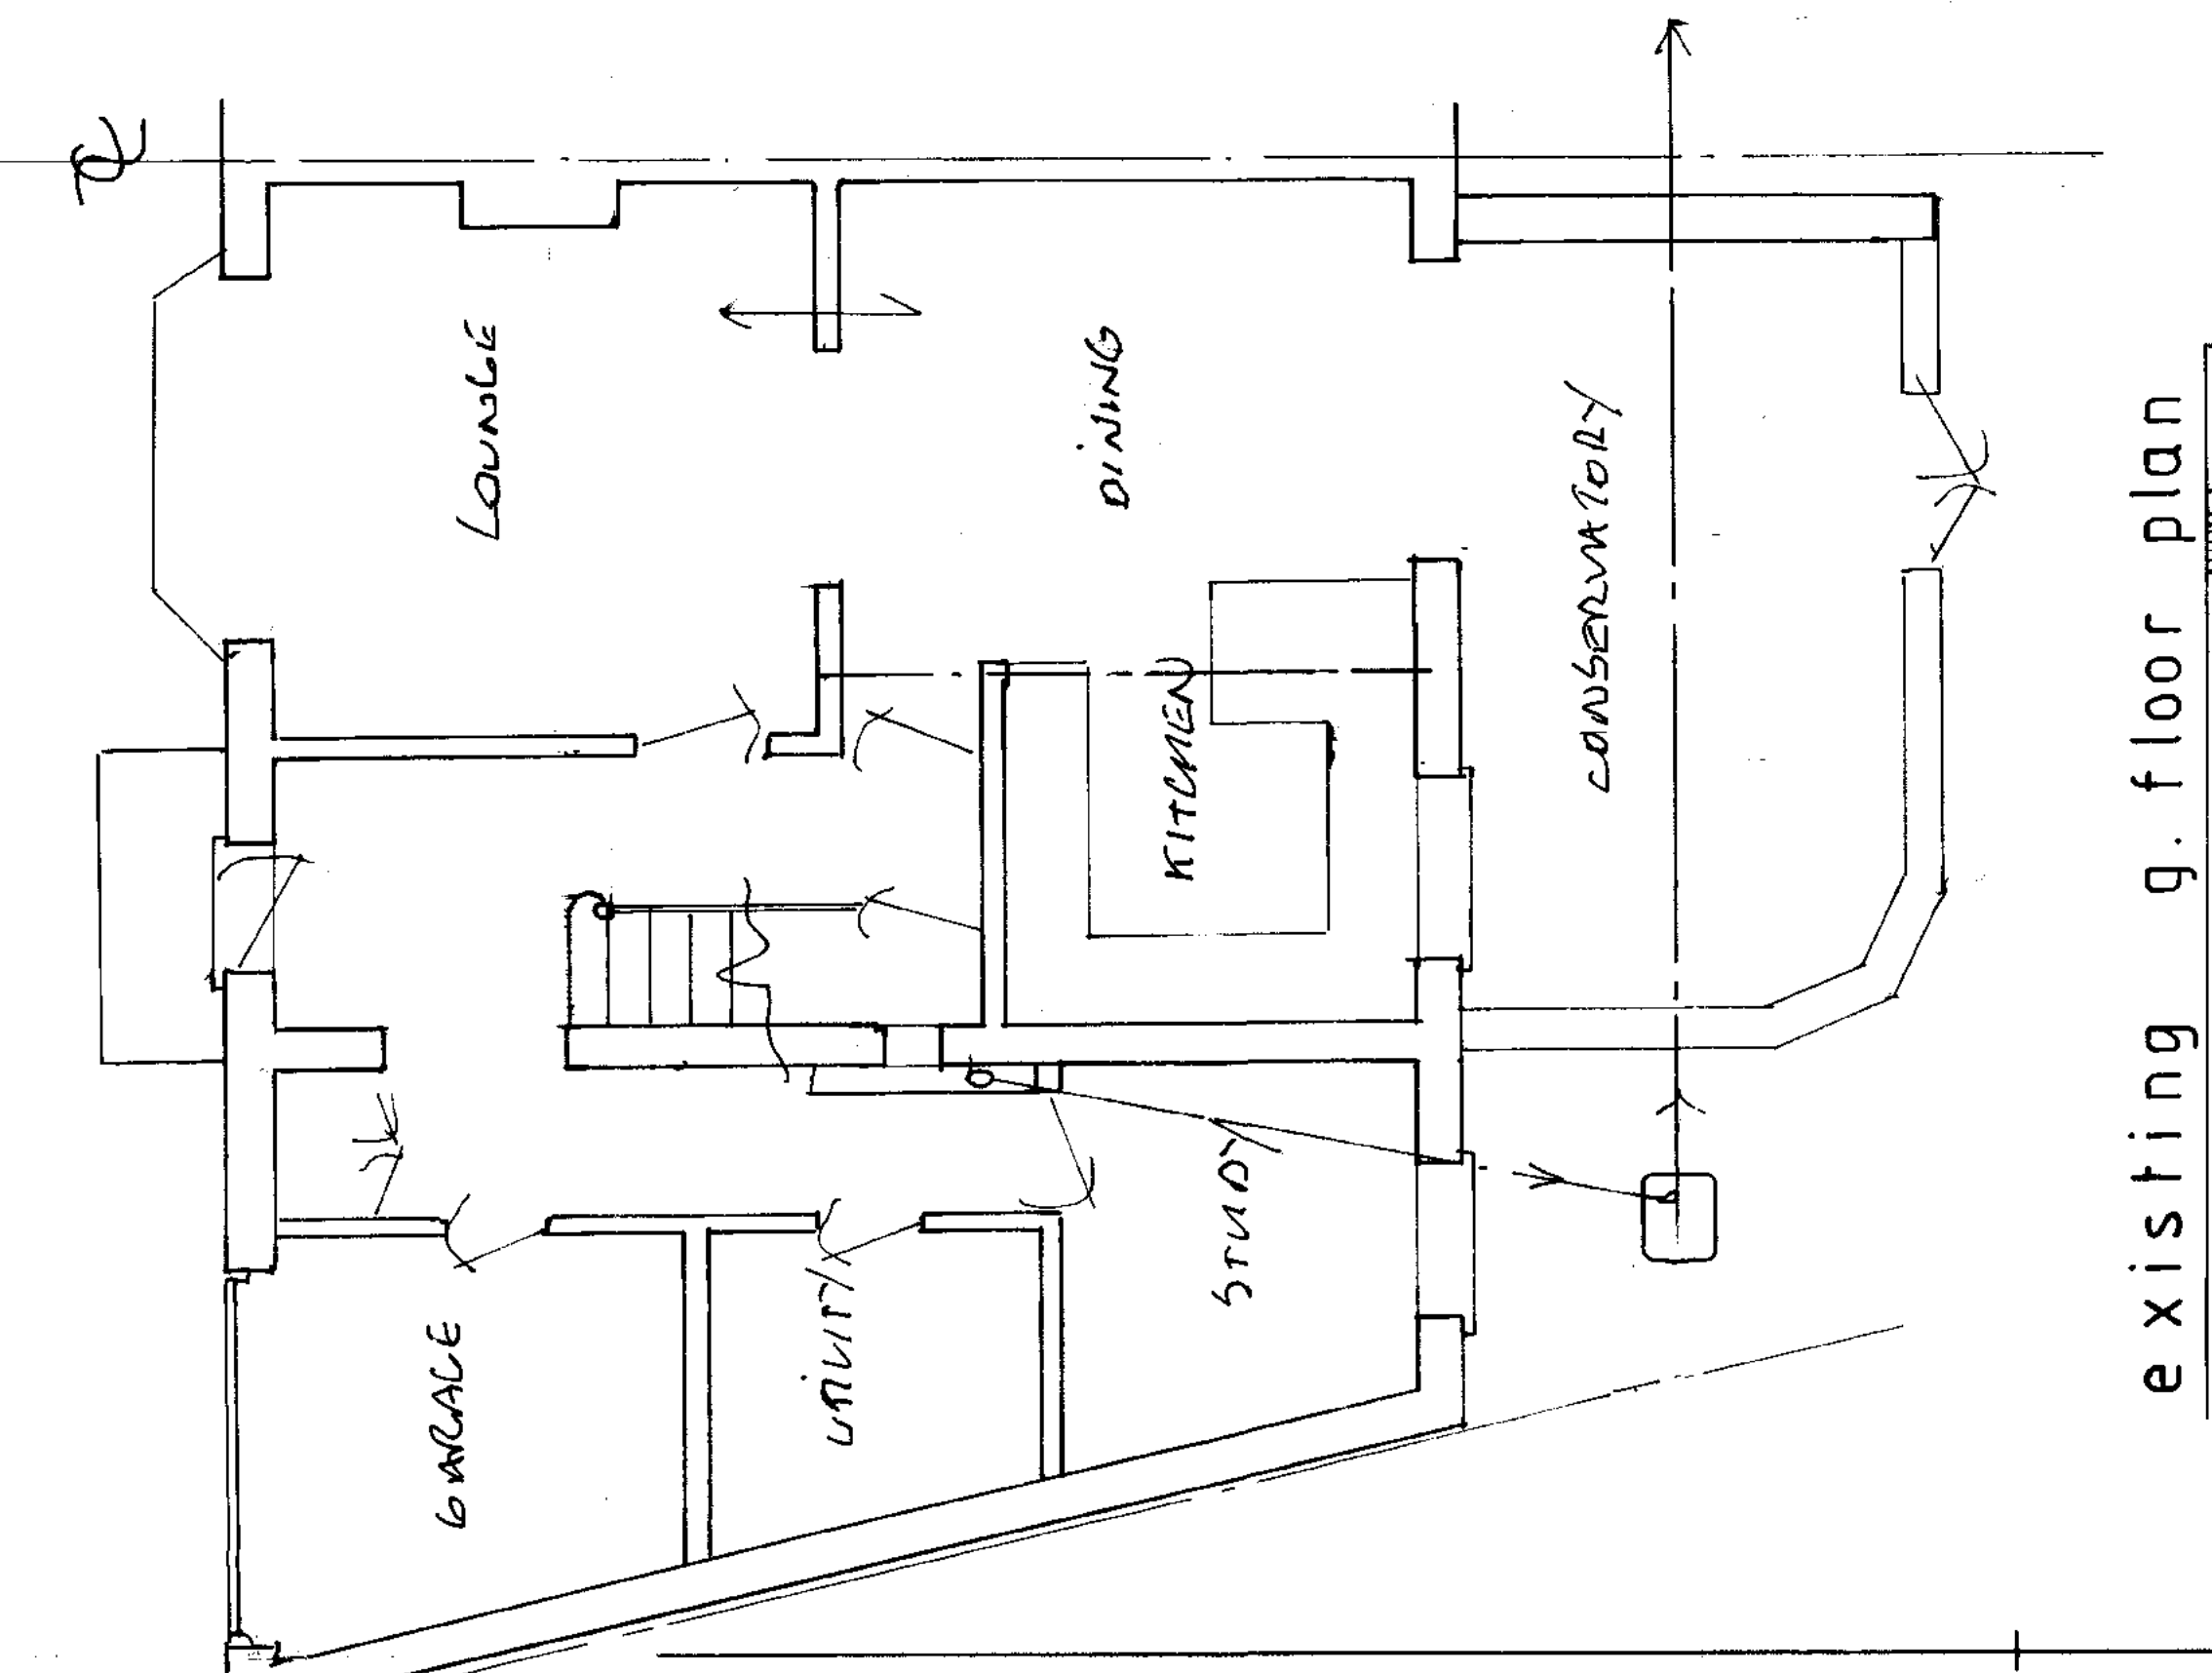 LOUNGE
DINING
KITCHEN
CONSERVATORY
GARAGE
UTILITY
STUDY
existing g. floor plan